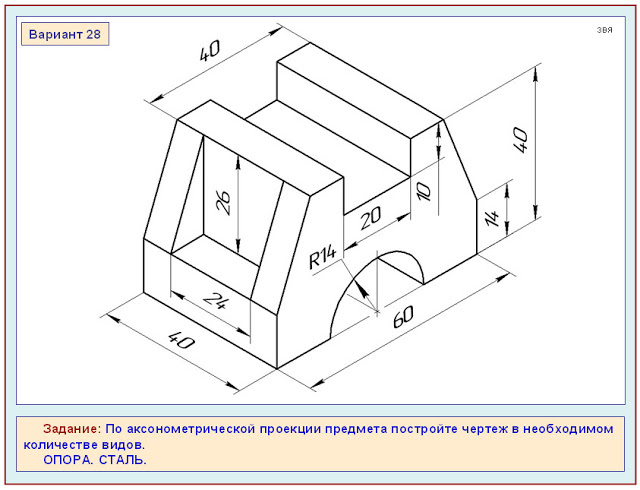 Вариант 28
ЗВЯ
40
40
26
10
20
14
R14
24
60
40
Задание: По аксонометрической проекции предмета постройте чертеж в необходимом
количестве видов.
ОПОРА. СТАЛЬ.